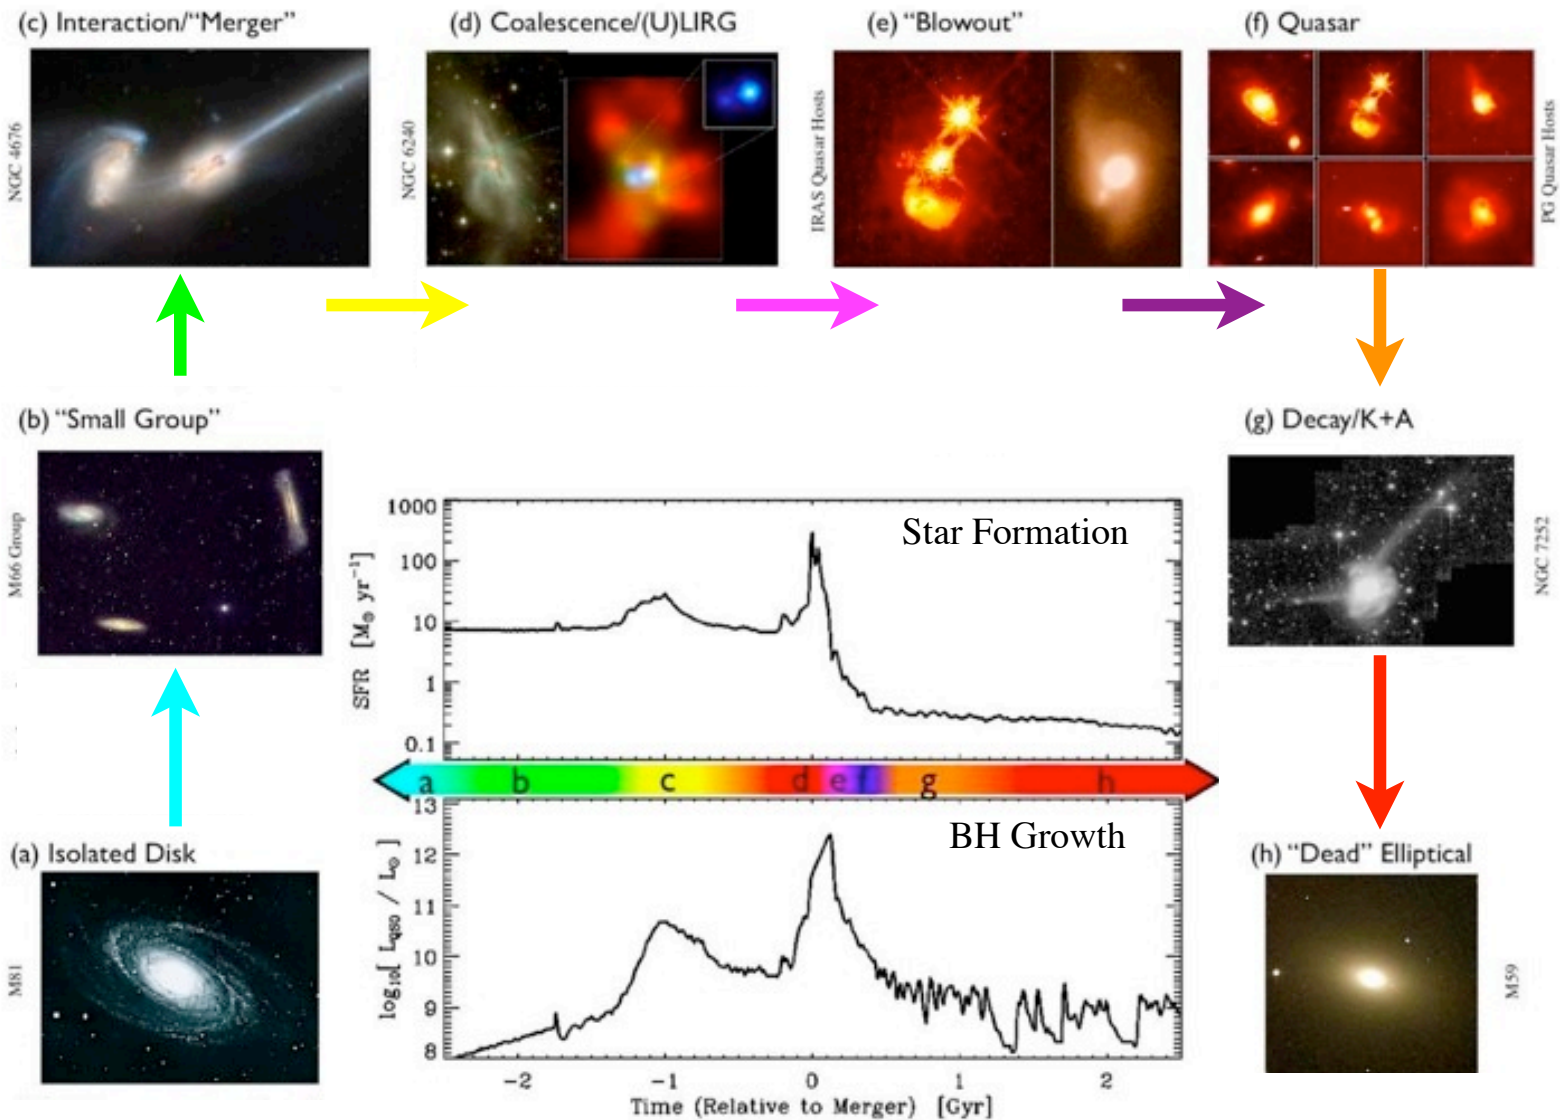 (c) Interaction/“Merger”
(d) Coalescence/(U)LIRG
(e) “Blowout”
(f) Quasar
NGC 4676
NGC 6240
IRAS Quasar Hosts
PG Quasar Hosts
(b) “Small Group”
(g) Decay/K+A
M66 Group
NGC 7252
1000
100
10
1
0.1
SFR [M⊙ yr⁻¹]
Star Formation
a b c d e f g h
(a) Isolated Disk
(h) “Dead” Elliptical
M81
M59
13
12
11
10
9
8
log₁₀[ L_QSO / L⊙ ]
BH Growth
-2 -1 0 1 2
Time (Relative to Merger) [Gyr]